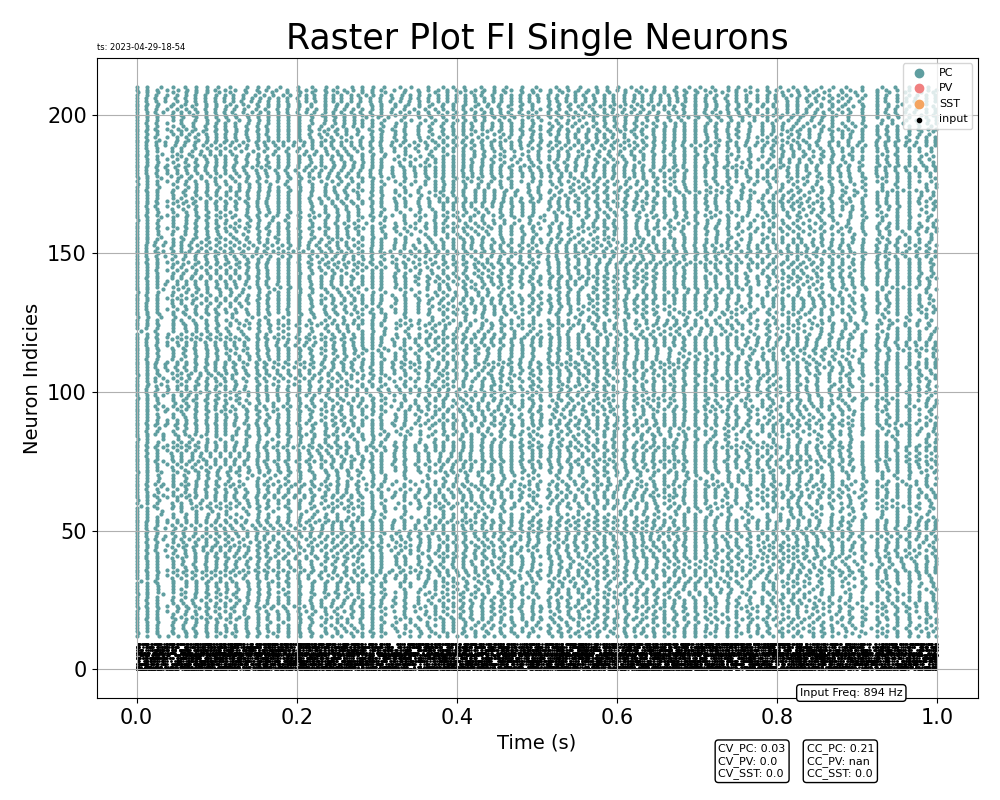 Raster Plot FI Single Neurons
ts: 2023-04-29-18-54
PC
PV
SST
input
200
150
100
50
0
Neuron Indicies
0.0 0.2 0.4 0.6 0.8 1.0
Time (s)
Input Freq: 894 Hz
CV_PC: 0.03
CV_PV: 0.0
CV_SST: 0.0
CC_PC: 0.21
CC_PV: nan
CC_SST: 0.0